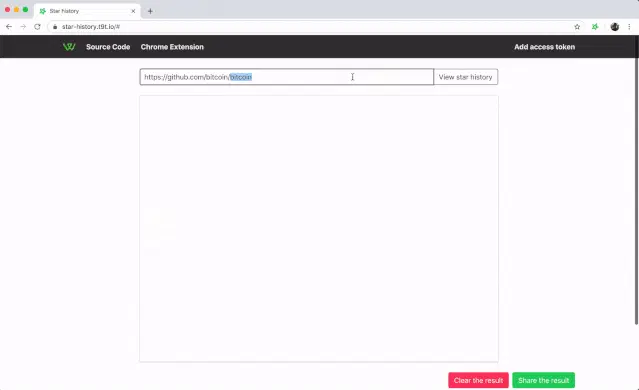 Star history
star-history.t9t.io/#
Source Code Chrome Extension Add access token
https://github.com/bitcoin/bitcoin View star history
Clear the result Share the result